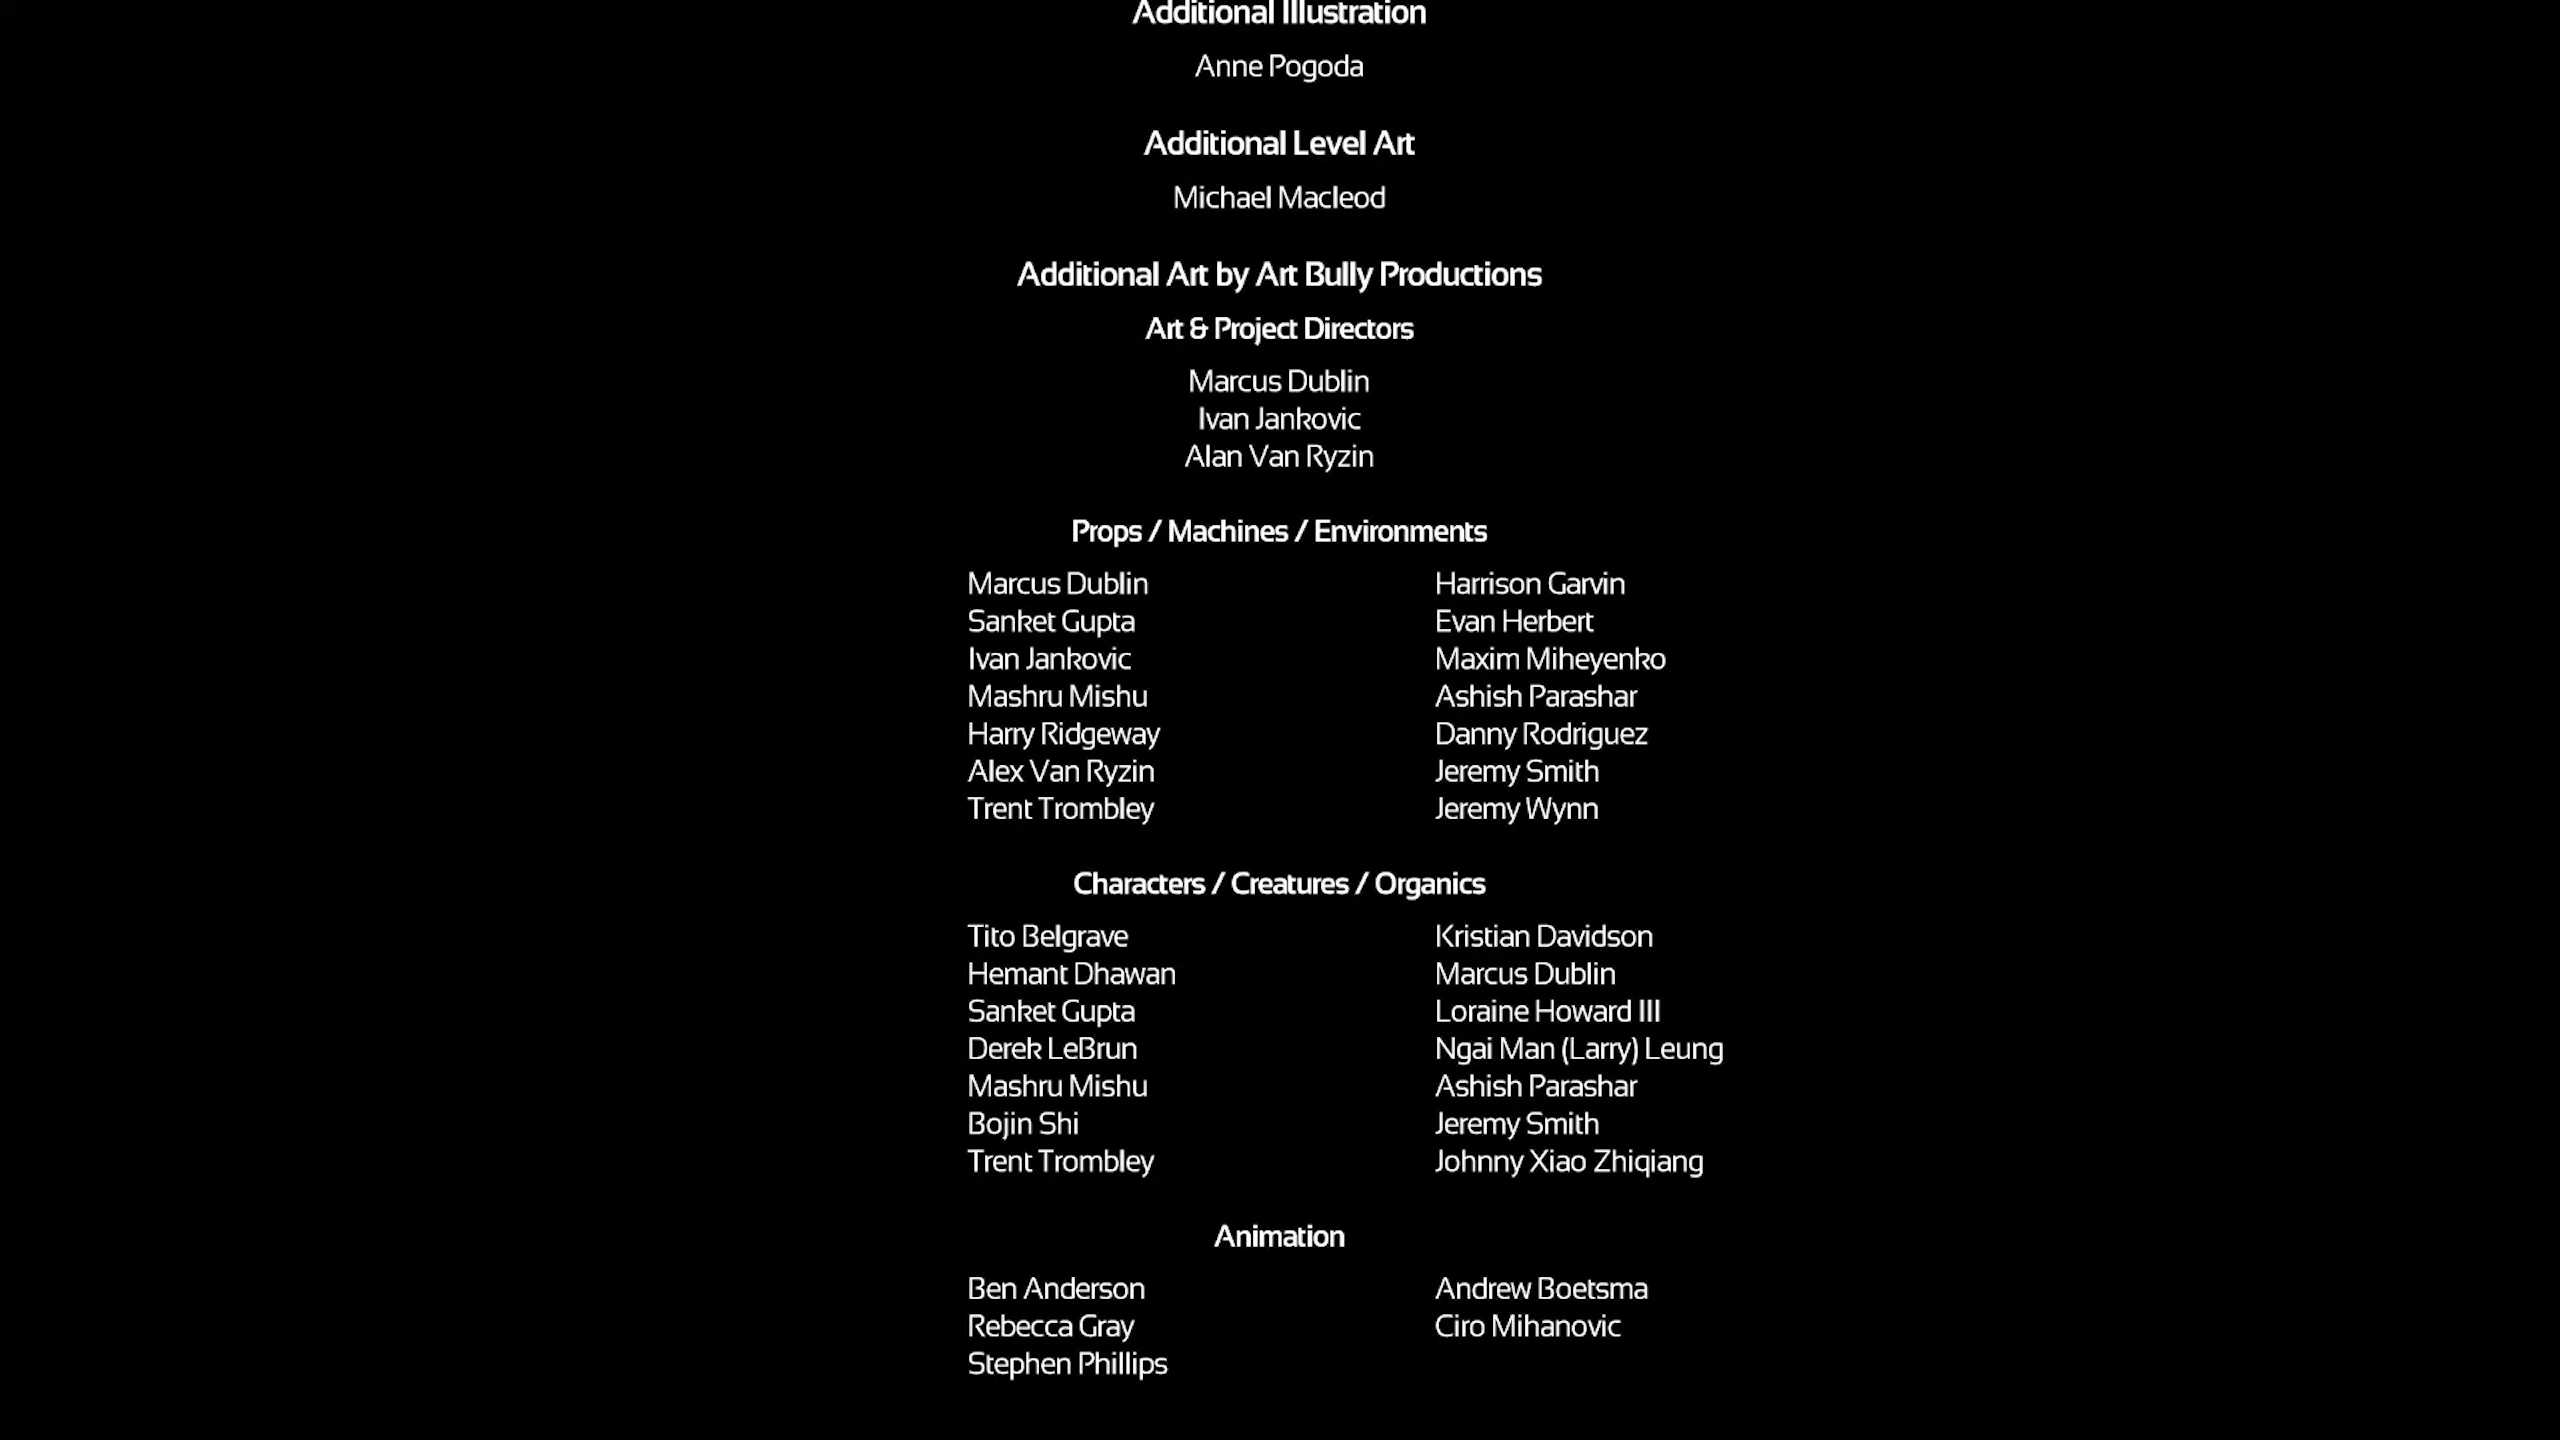 Additional Illustration
Anne Pogoda
Additional Level Art
Michael Macleod
Additional Art by Art Bully Productions
Art & Project Directors
Marcus Dublin
Ivan Jankovic
Alan Van Ryzin
Props / Machines / Environments
Marcus Dublin Harrison Garvin
Sanket Gupta Evan Herbert
Ivan Jankovic Maxim Miheyenko
Mashru Mishu Ashish Parashar
Harry Ridgeway Danny Rodriguez
Alex Van Ryzin Jeremy Smith
Trent Trombley Jeremy Wynn
Characters / Creatures / Organics
Tito Belgrave Kristian Davidson
Hemant Dhawan Marcus Dublin
Sanket Gupta Loraine Howard III
Derek LeBrun Ngai Man (Larry) Leung
Mashru Mishu Ashish Parashar
Bojin Shi Jeremy Smith
Trent Trombley Johnny Xiao Zhiqiang
Animation
Ben Anderson Andrew Boetsma
Rebecca Gray Ciro Mihanovic
Stephen Phillips